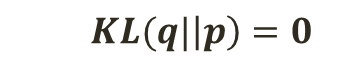 KL(q||p) = 0